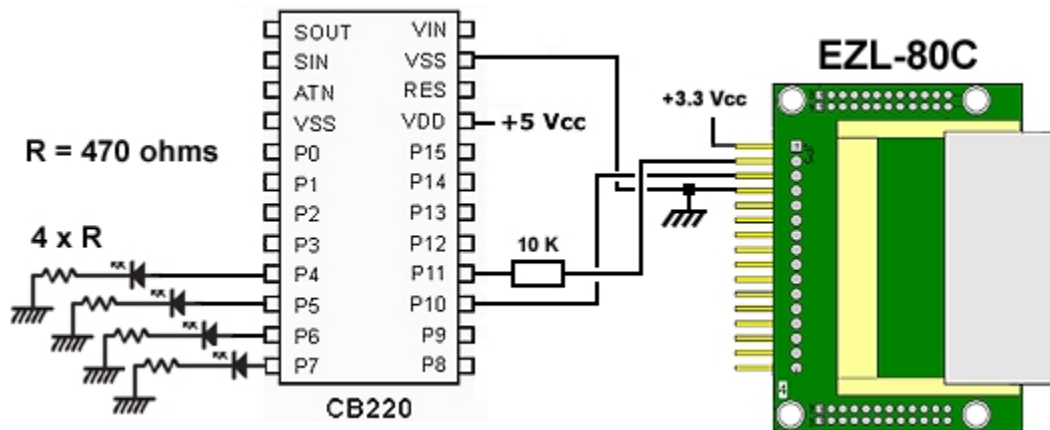 R = 470 ohms
4 x R
SOUT
SIN
ATN
VSS
P0
P1
P2
P3
P4
P5
P6
P7
VIN
VSS
RES
VDD
P15
P14
P13
P12
P11
P10
P9
P8
CB220
+5 Vcc
10 K
+3.3 Vcc
EZL-80C